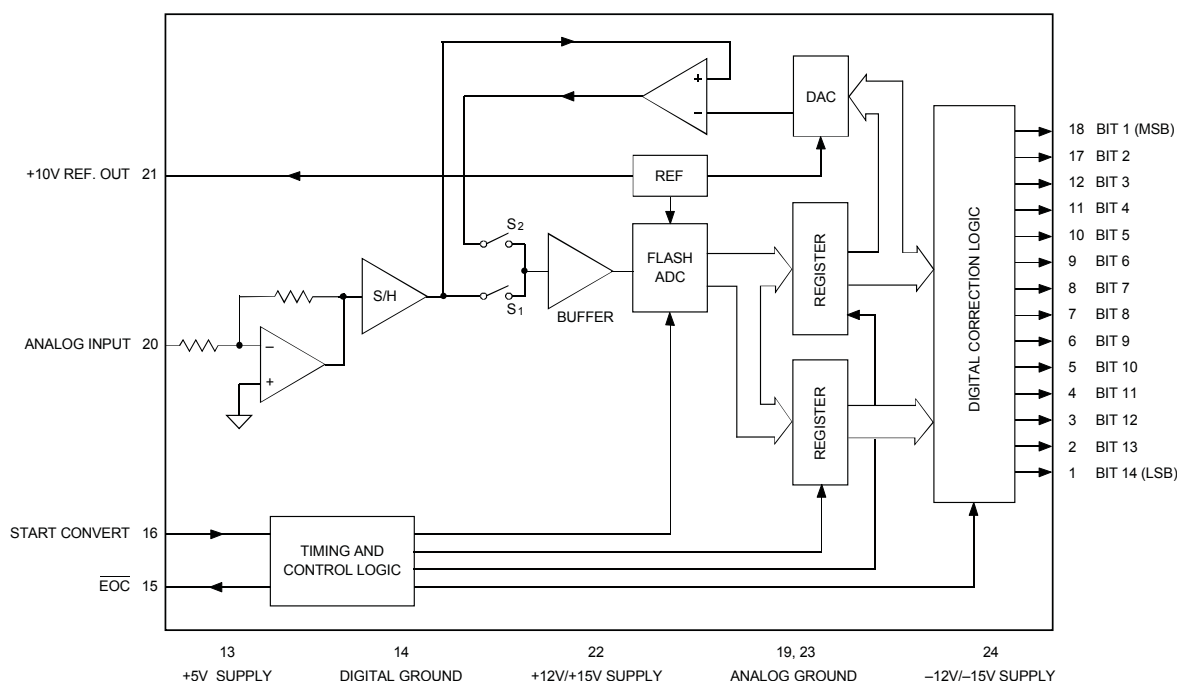 +
−
DAC
18 BIT 1 (MSB)
17 BIT 2
12 BIT 3
11 BIT 4
10 BIT 5
9 BIT 6
8 BIT 7
7 BIT 8
6 BIT 9
5 BIT 10
4 BIT 11
3 BIT 12
2 BIT 13
1 BIT 14 (LSB)
+10V REF. OUT 21
REF
S2
S1
S/H
BUFFER
FLASH
ADC
REGISTER
REGISTER
DIGITAL CORRECTION LOGIC
ANALOG INPUT 20
−
+
START CONVERT 16
EOC 15
TIMING AND
CONTROL LOGIC
13 14 22 19, 23 24
+5V SUPPLY DIGITAL GROUND +12V/+15V SUPPLY ANALOG GROUND –12V/–15V SUPPLY